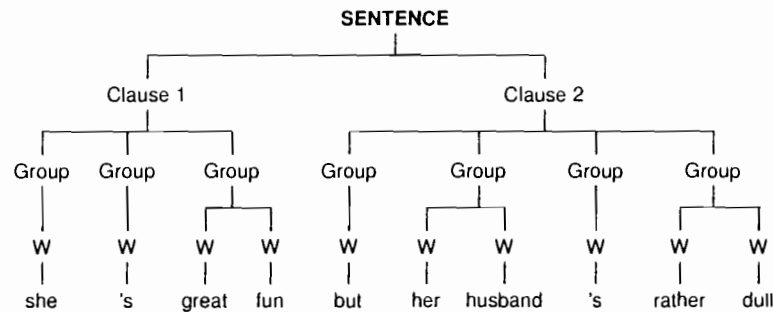 SENTENCE
Clause 1 Clause 2
Group Group Group Group Group Group Group
W W W W W W W W W W
she 's great fun but her husband 's rather dull